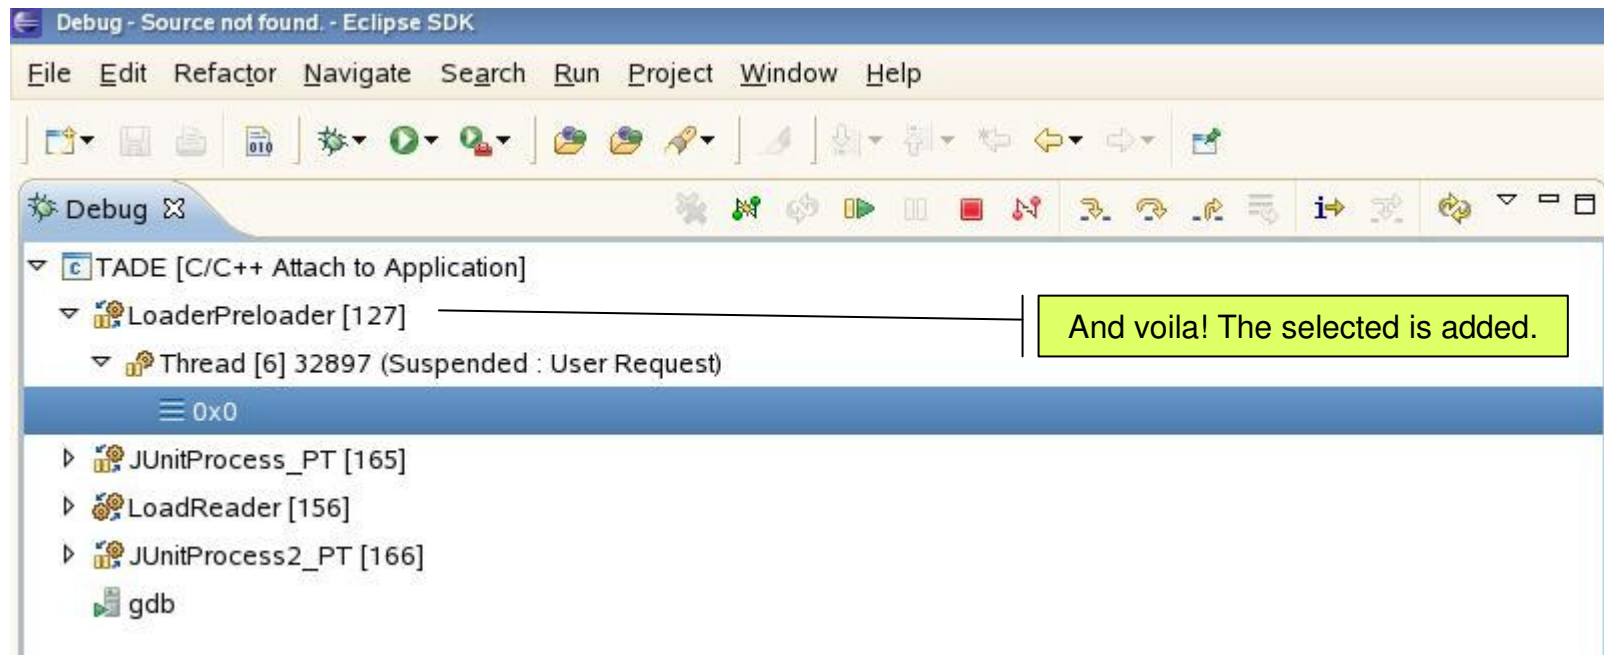 Debug - Source not found. - Eclipse SDK
File Edit Refactor Navigate Search Run Project Window Help
010
Debug
c TADE [C/C++ Attach to Application]
LoaderPreloader [127]
And voila! The selected is added.
Thread [6] 32897 (Suspended : User Request)
0x0
JUnitProcess_PT [165]
LoadReader [156]
JUnitProcess2_PT [166]
gdb